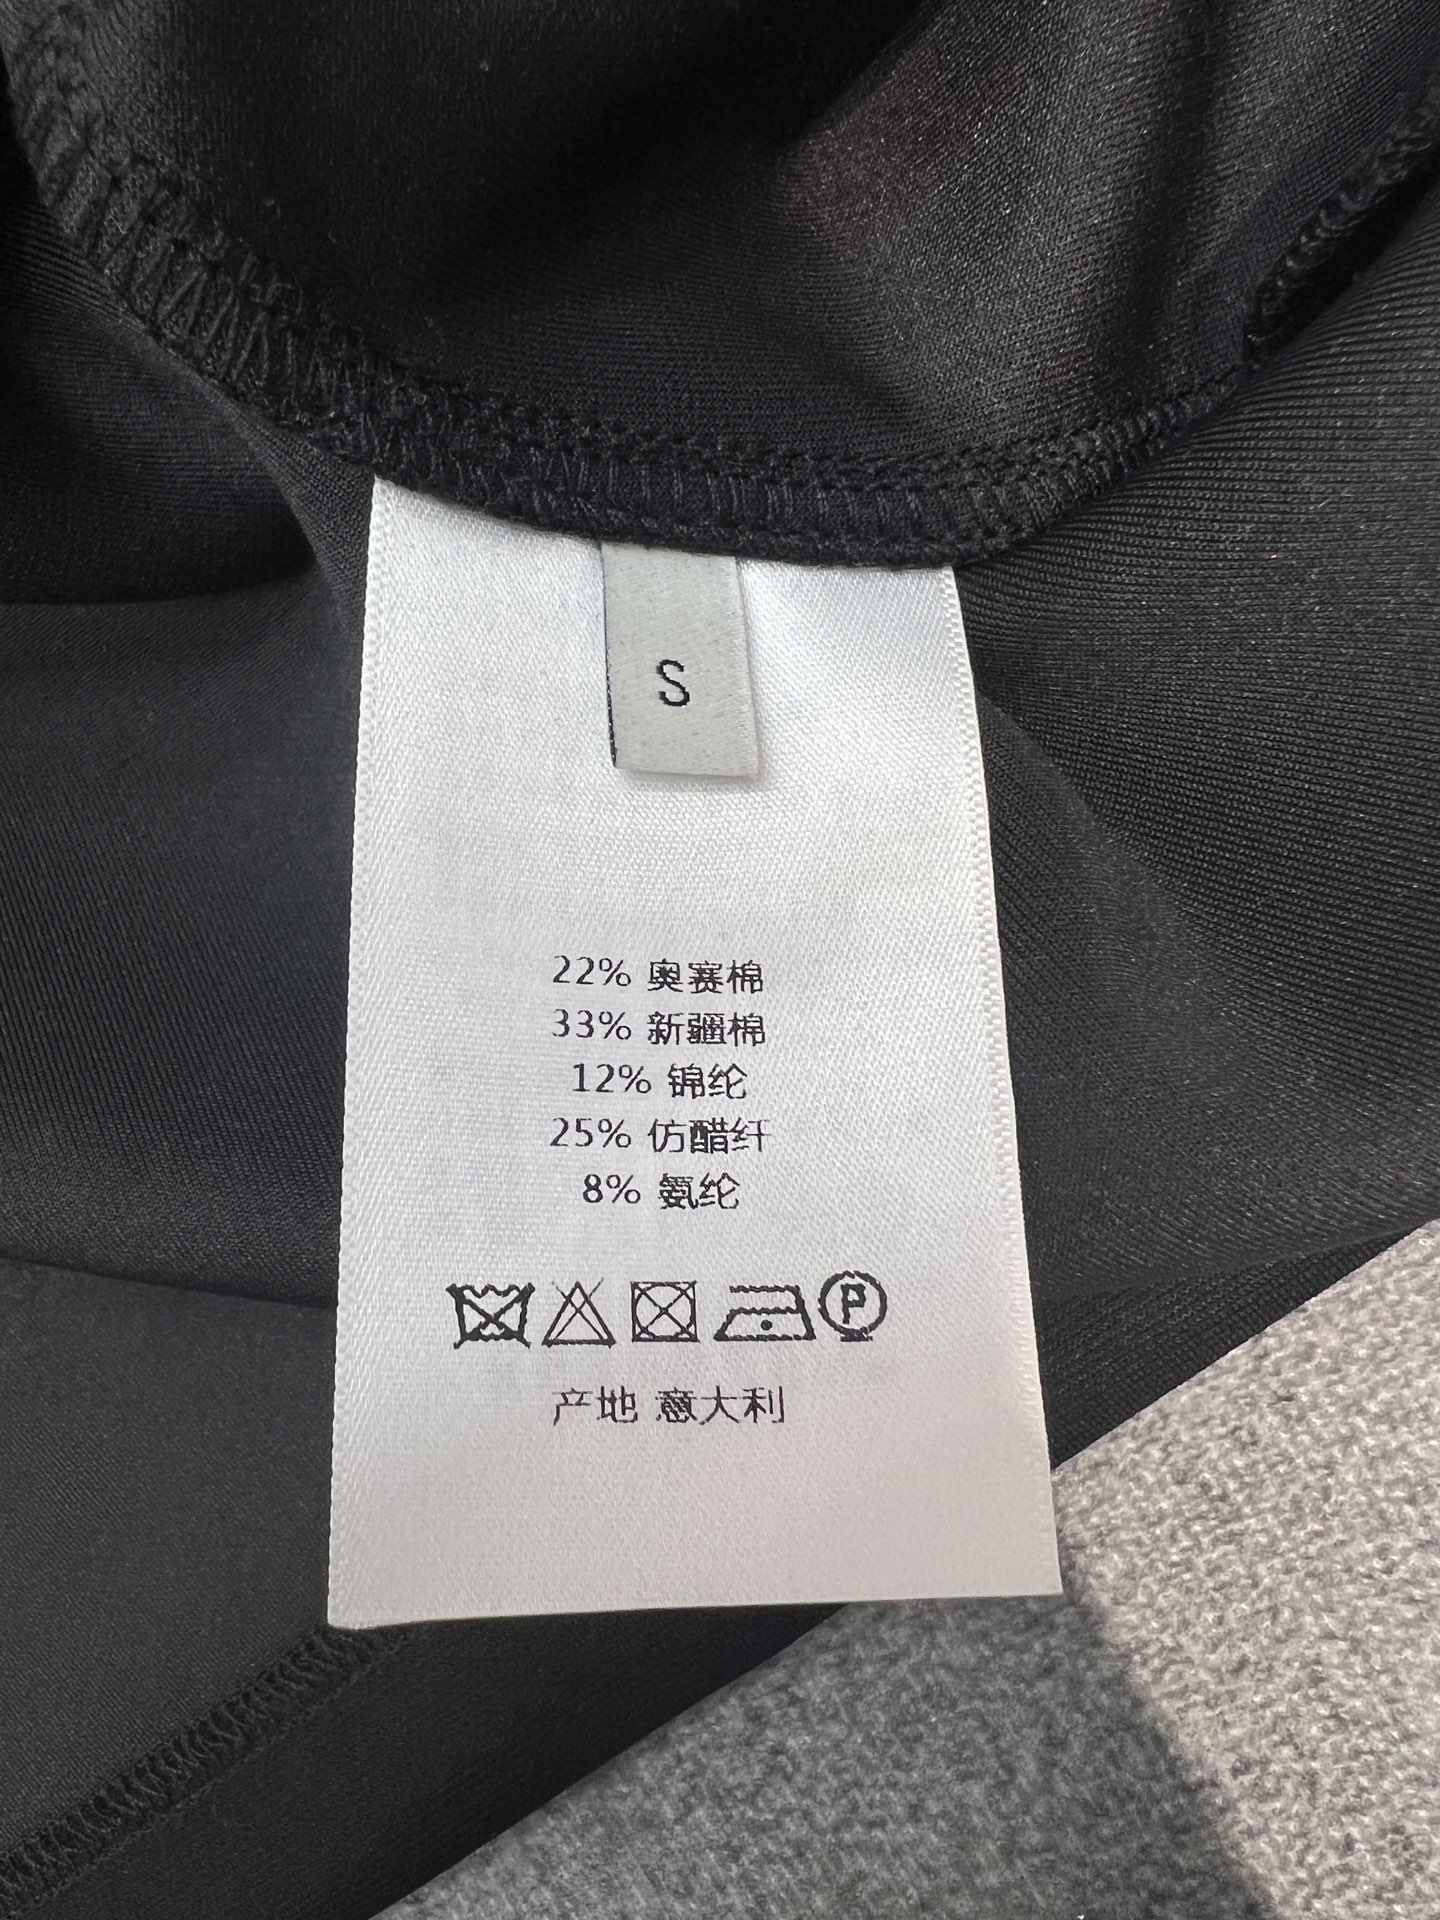 S
22% 奥赛棉
33% 新疆棉
12% 锦纶
25% 仿醋纤
8% 氨纶
P
产地 意大利